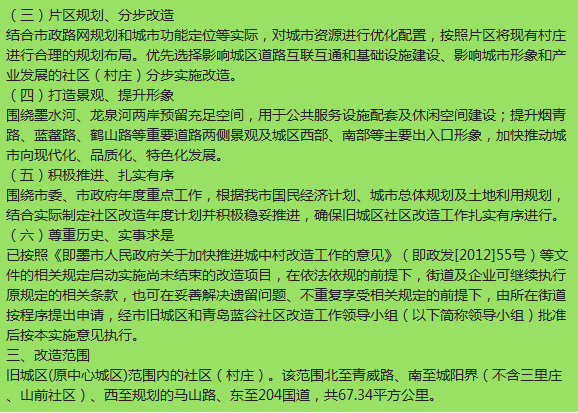 （三）片区规划、分步改造
结合市政路网规划和城市功能定位等实际，对城市资源进行优化配置，按照片区将现有村庄
进行合理的规划布局。优先选择影响城区道路互联互通和基础设施建设、影响城市形象和产
业发展的社区（村庄）分步实施改造。
（四）打造景观、提升形象
围绕墨水河、龙泉河两岸预留充足空间，用于公共服务设施配套及休闲空间建设；提升烟青
路、蓝鳌路、鹤山路等重要道路两侧景观及城区西部、南部等主要出入口形象，加快推动城
市向现代化、品质化、特色化发展。
（五）积极推进、扎实有序
围绕市委、市政府年度重点工作，根据我市国民经济计划、城市总体规划及土地利用规划，
结合实际制定社区改造年度计划并积极稳妥推进，确保旧城区社区改造工作扎实有序进行。
（六）尊重历史、实事求是
已按照《即墨市人民政府关于加快推进城中村改造工作的意见》（即政发[2012]55号）等文
件的相关规定启动实施尚未结束的改造项目，在依法依规的前提下，街道及企业可继续执行
原规定的相关条款，也可在妥善解决遗留问题、不重复享受相关规定的前提下，由所在街道
按程序提出申请，经市旧城区和青岛蓝谷社区改造工作领导小组（以下简称领导小组）批准
后按本实施意见执行。
三、改造范围
旧城区(原中心城区)范围内的社区（村庄）。该范围北至青威路、南至城阳界（不含三里庄
、山前社区）、西至规划的马山路、东至204国道，共67.34平方公里。